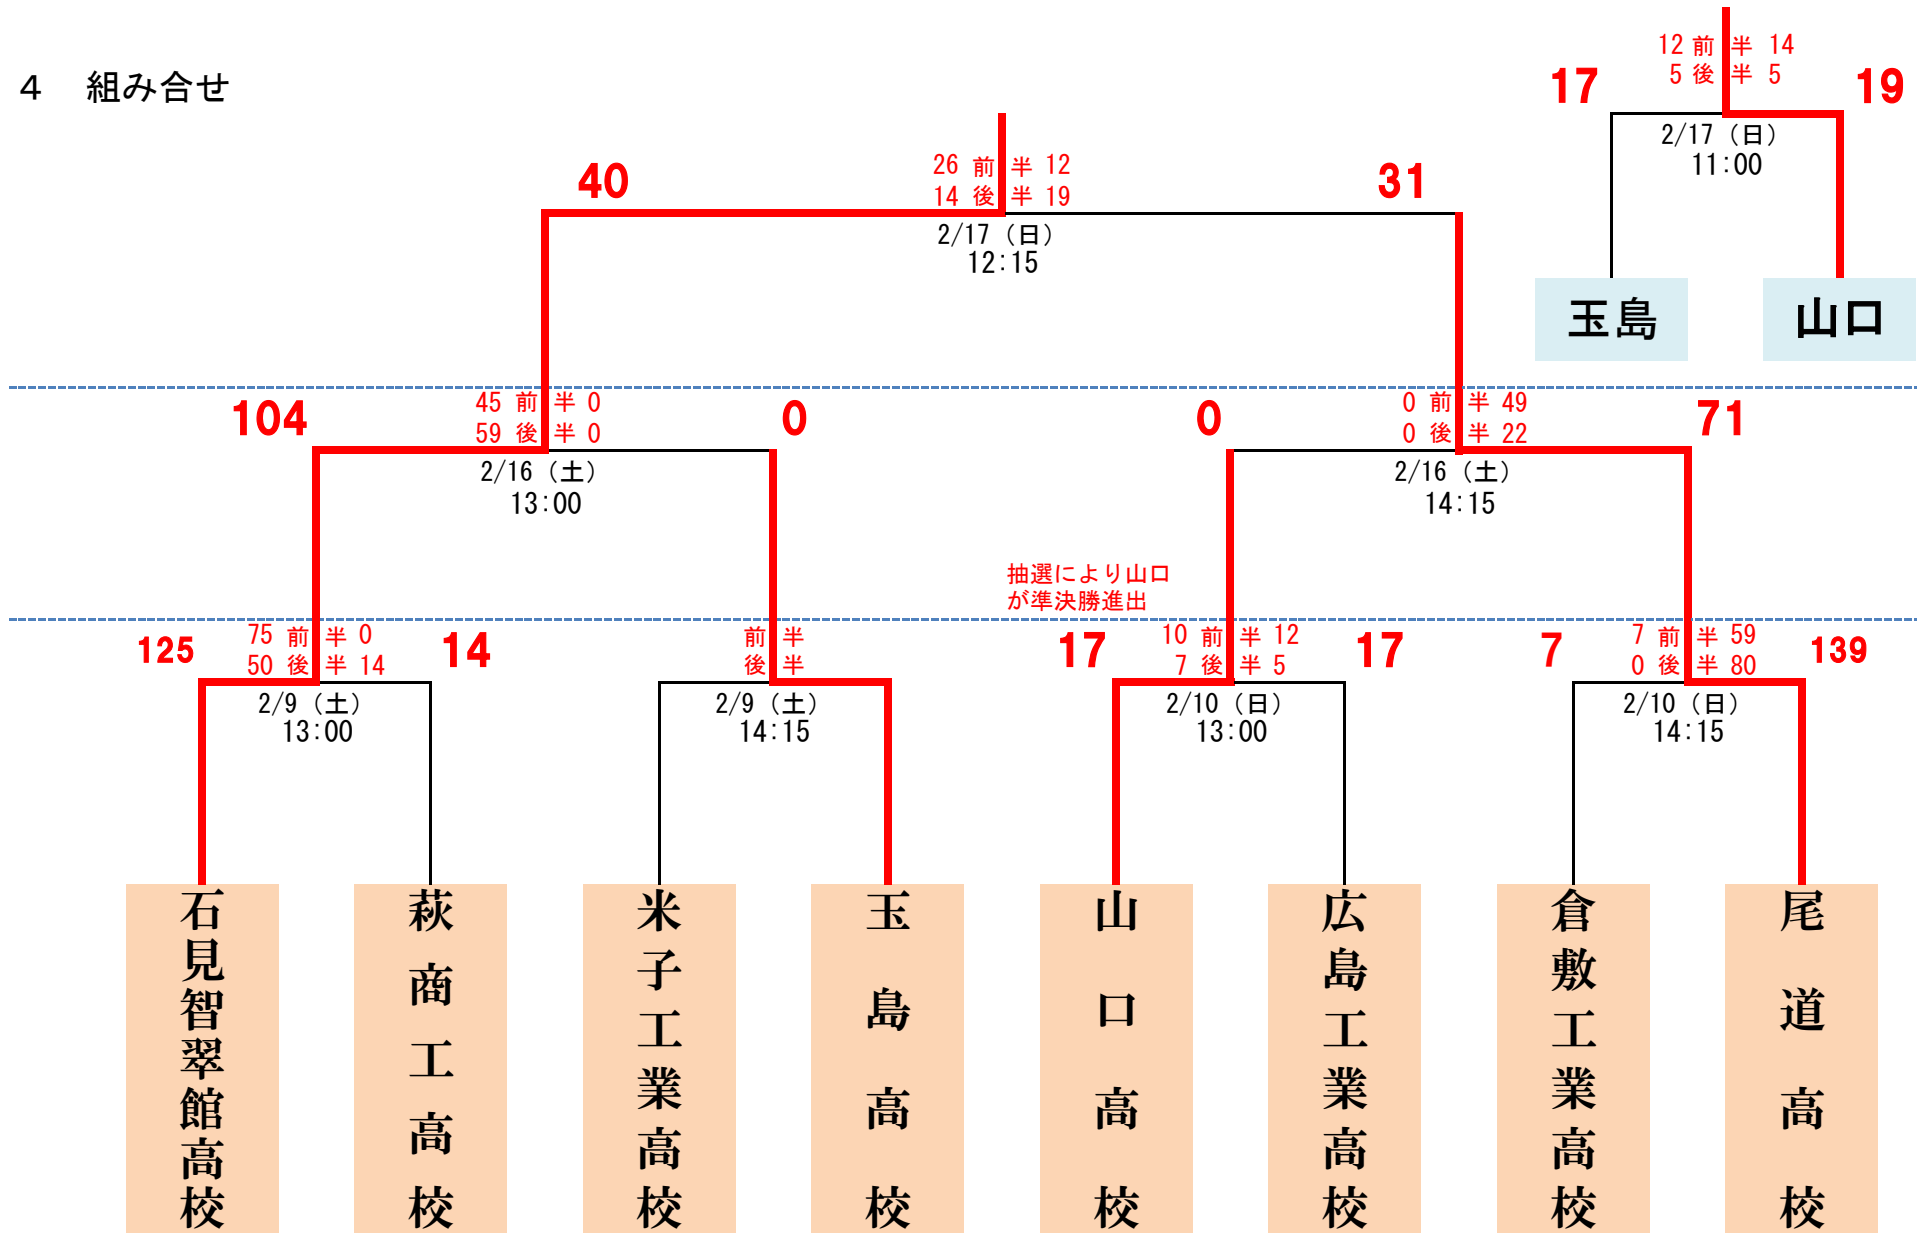 4　組み合せ
12 前 半 14
5 後 半 5
17
19
2/17（日）
11:00
玉島
山口
40
26 前 半 12
14 後 半 19
31
2/17（日）
12:15
104
45 前 半 0
59 後 半 0
0
2/16（土）
13:00
0
0 前 半 49
0 後 半 22
71
2/16（土）
14:15
抽選により山口
が準決勝進出
125
75 前 半 0
50 後 半 14
14
2/9（土）
13:00
前 半
後 半
2/9（土）
14:15
17
10 前 半 12
7 後 半 5
17
2/10（日）
13:00
7
7 前 半 59
0 後 半 80
139
2/10（日）
14:15
石見智翠館高校
萩商工高校
米子工業高校
玉島高校
山口高校
広島工業高校
倉敷工業高校
尾道高校